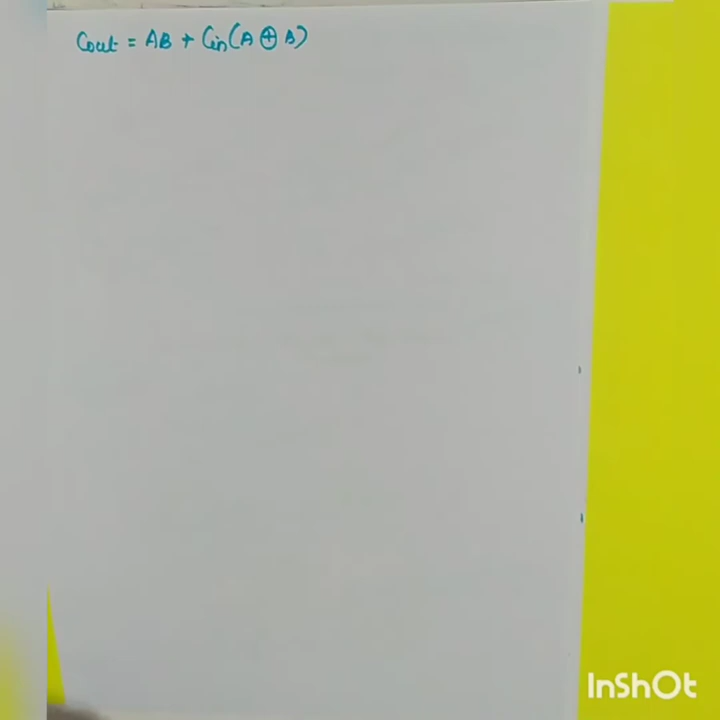 Cout = AB + Cin(A ⊕ B)
InShOt